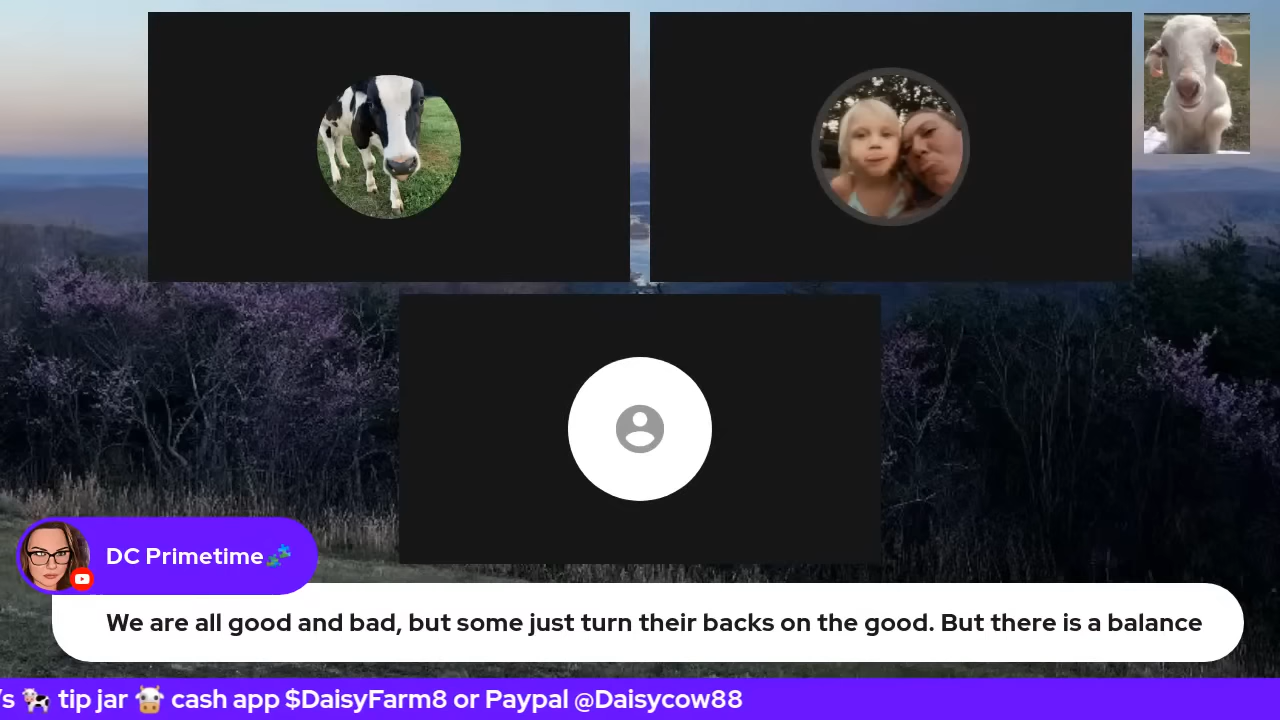 DC Primetime🧩
We are all good and bad, but some just turn their backs on the good. But there is a balance
's 🐄 tip jar 🐮 cash app $DaisyFarm8 or Paypal @Daisycow88